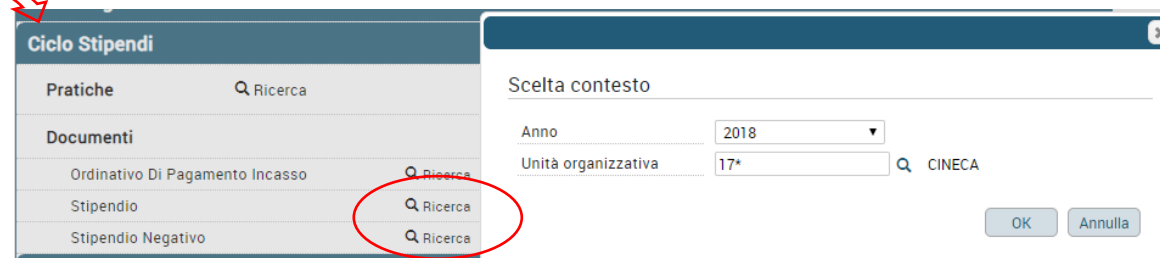 Ciclo Stipendi
Pratiche Ricerca
Documenti
Ordinativo Di Pagamento Incasso Ricerca
Stipendio Ricerca
Stipendio Negativo Ricerca
Scelta contesto
Anno 2018
Unità organizzativa 17* CINECA
OK Annulla